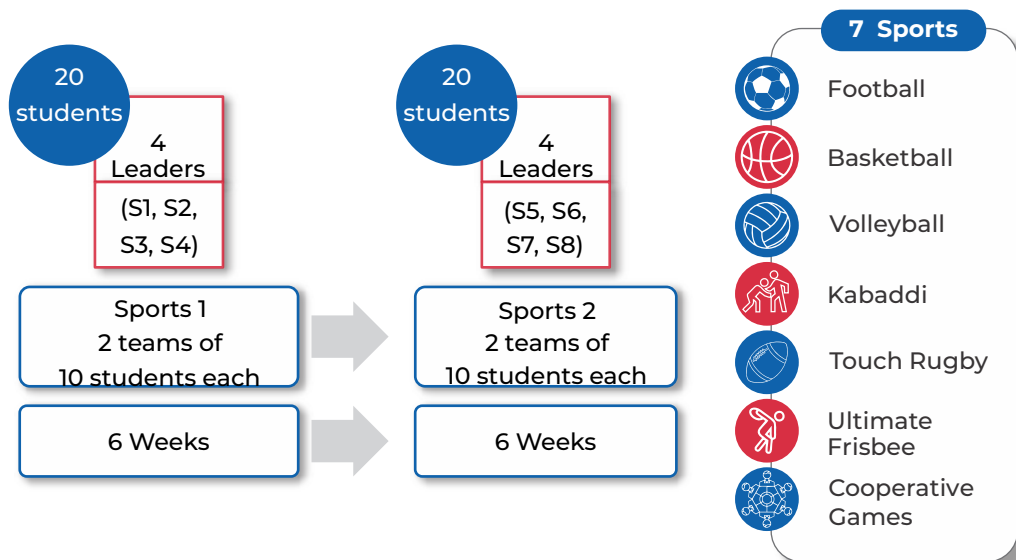 20
students
4
Leaders
(S1, S2,
S3, S4)
Sports 1
2 teams of
10 students each
6 Weeks
20
students
4
Leaders
(S5, S6,
S7, S8)
Sports 2
2 teams of
10 students each
6 Weeks
7 Sports
Football
Basketball
Volleyball
Kabaddi
Touch Rugby
Ultimate
Frisbee
Cooperative
Games